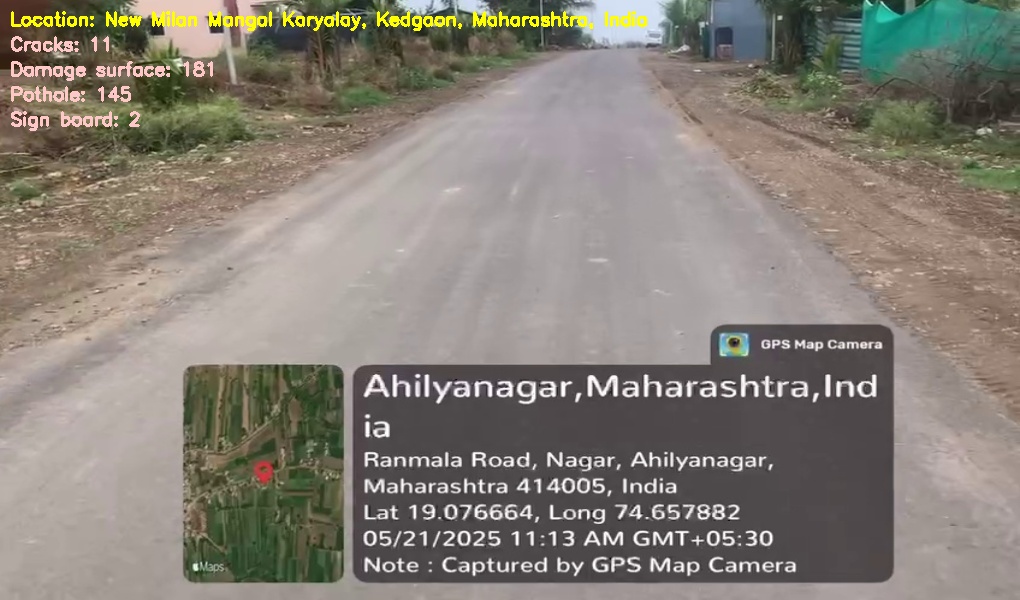 Location: New Milan Mangal Karyalay, Kedgaon, Maharashtra, India
Cracks: 11
Damage surface: 181
Pothole: 145
Sign board: 2
GPS Map Camera
Ahilyanagar,Maharashtra,Ind
ia
Ranmala Road, Nagar, Ahilyanagar,
Maharashtra 414005, India
Lat 19.076664, Long 74.657882
05/21/2025 11:13 AM GMT+05:30
Note : Captured by GPS Map Camera
Maps